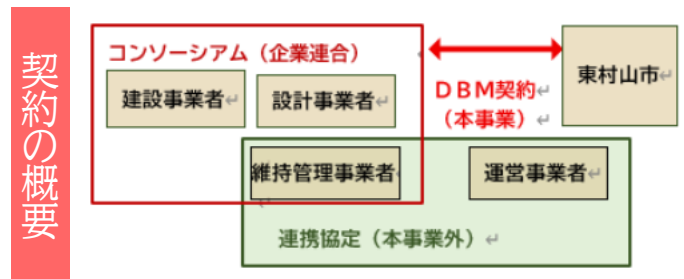 契約の概要
コンソーシアム（企業連合）
建設事業者
設計事業者
ＤＢＭ契約
（本事業）
東村山市
維持管理事業者
運営事業者
連携協定（本事業外）